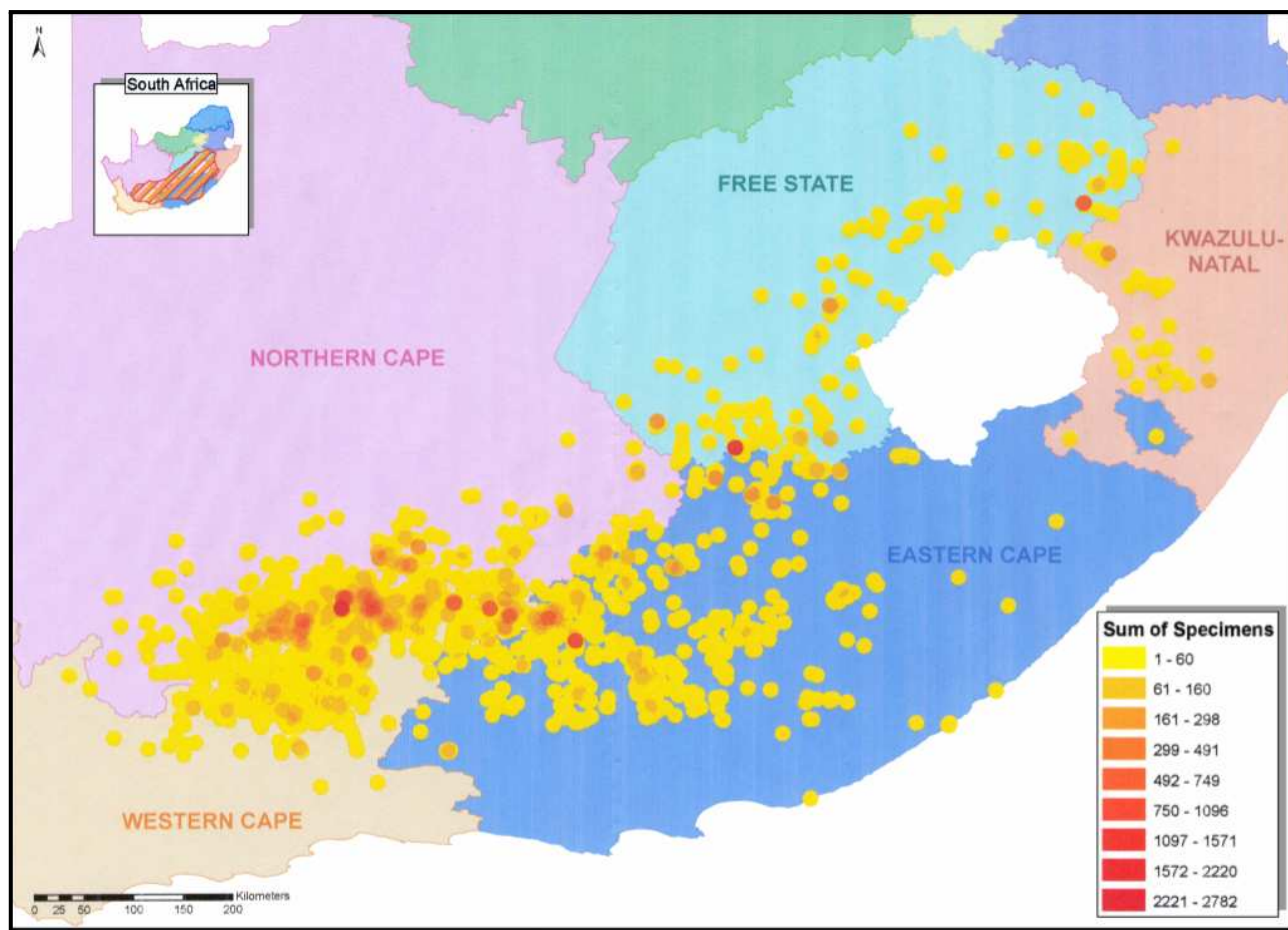 N
South Africa
FREE STATE
KWAZULU-
NATAL
NORTHERN CAPE
EASTERN CAPE
WESTERN CAPE
Sum of Specimens
1 - 60
61 - 160
161 - 298
299 - 491
492 - 749
750 - 1096
1097 - 1571
1572 - 2220
2221 - 2782
Kilometers
0 25 50 100 150 200